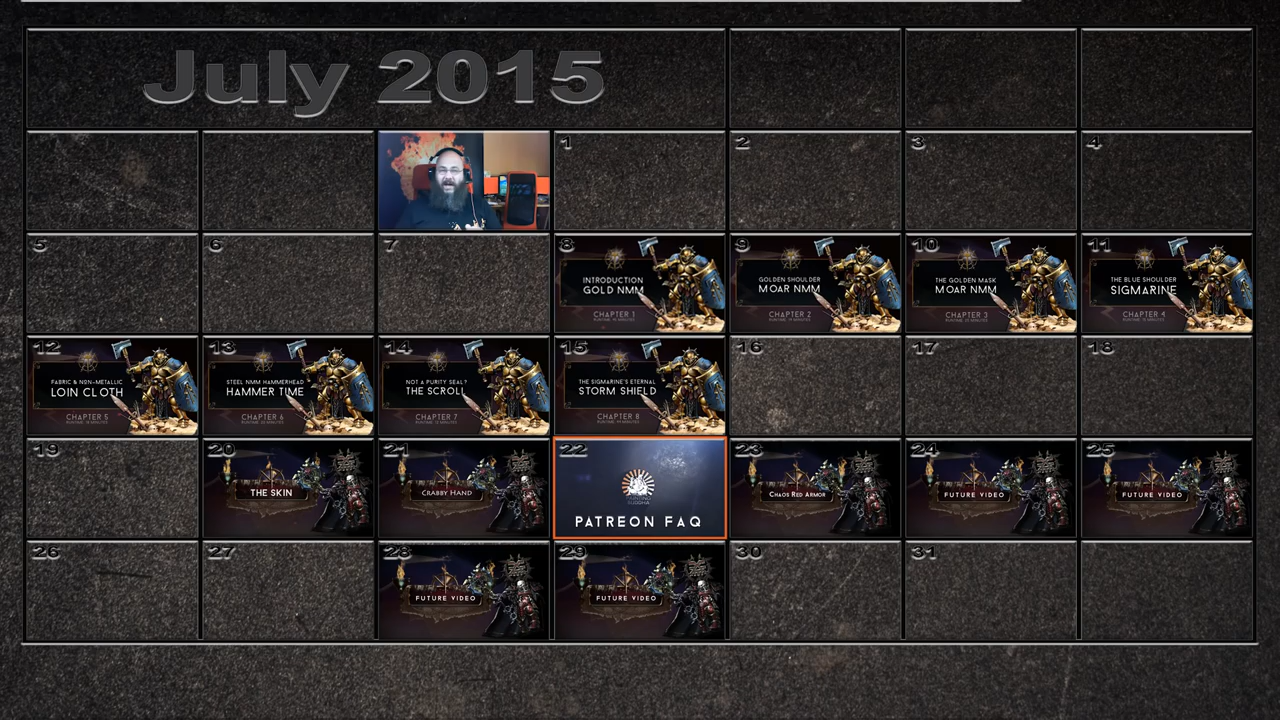 July 2015
1
2
3
4
5
6
7
8
INTRODUCTION
GOLD NMM
CHAPTER 1
9
GOLDEN SHOULDER
MOAR NMM
CHAPTER 2
10
THE GOLDEN MASK
MOAR NMM
CHAPTER 3
11
THE BLUE SHOULDER
SIGMARINE
CHAPTER 4
12
FABRIC & NON-METALLIC
LOIN CLOTH
CHAPTER 5
13
STEEL NMM HAMMERHEAD
HAMMER TIME
CHAPTER 6
14
NOT A PURITY SEAL?
THE SCROLL
CHAPTER 7
15
THE SIGMARINE'S ETERNAL
STORM SHIELD
CHAPTER 8
16
17
18
19
20
THE SKIN
21
CRABBY HAND
22
PATREON FAQ
23
CHAOS RED ARMOR
24
FUTURE VIDEO
25
FUTURE VIDEO
26
27
28
FUTURE VIDEO
29
FUTURE VIDEO
30
31